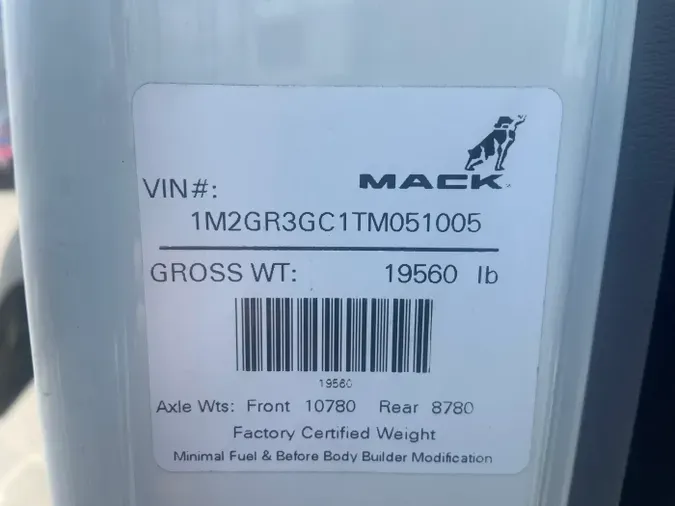 MACK
VIN#:
1M2GR3GC1TM051005
GROSS WT: 19560 lb
19560
Axle Wts: Front 10780 Rear 8780
Factory Certified Weight
Minimal Fuel & Before Body Builder Modification